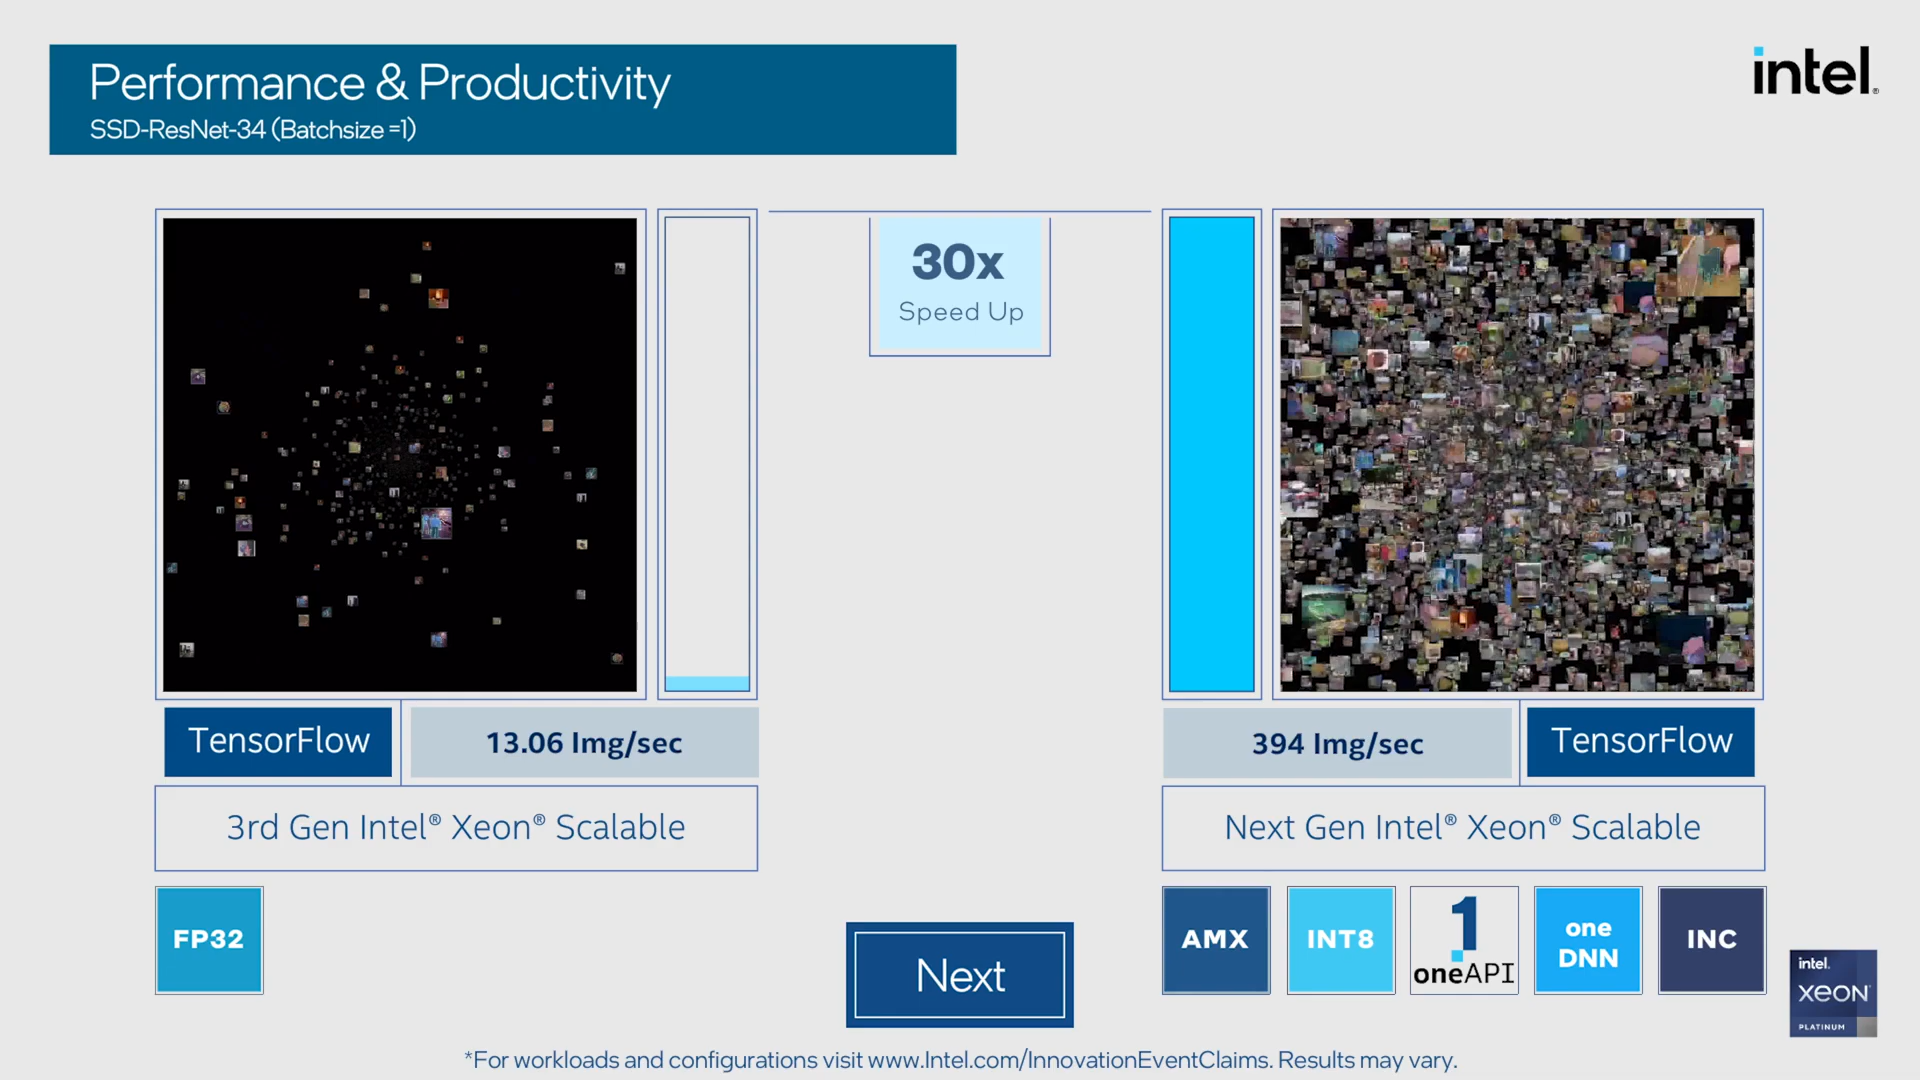 Performance & Productivity
SSD-ResNet-34 (Batchsize =1)
intel®
30x
Speed Up
TensorFlow
13.06 Img/sec
394 Img/sec
TensorFlow
3rd Gen Intel® Xeon® Scalable
Next Gen Intel® Xeon® Scalable
FP32
AMX
INT8
1
oneAPI
one
DNN
INC
Next
intel.
XEON
PLATINUM
*For workloads and configurations visit www.Intel.com/InnovationEventClaims. Results may vary.